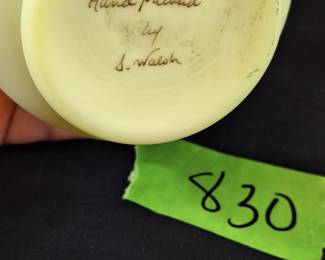 Hand Painted
by
S. Walsh
830